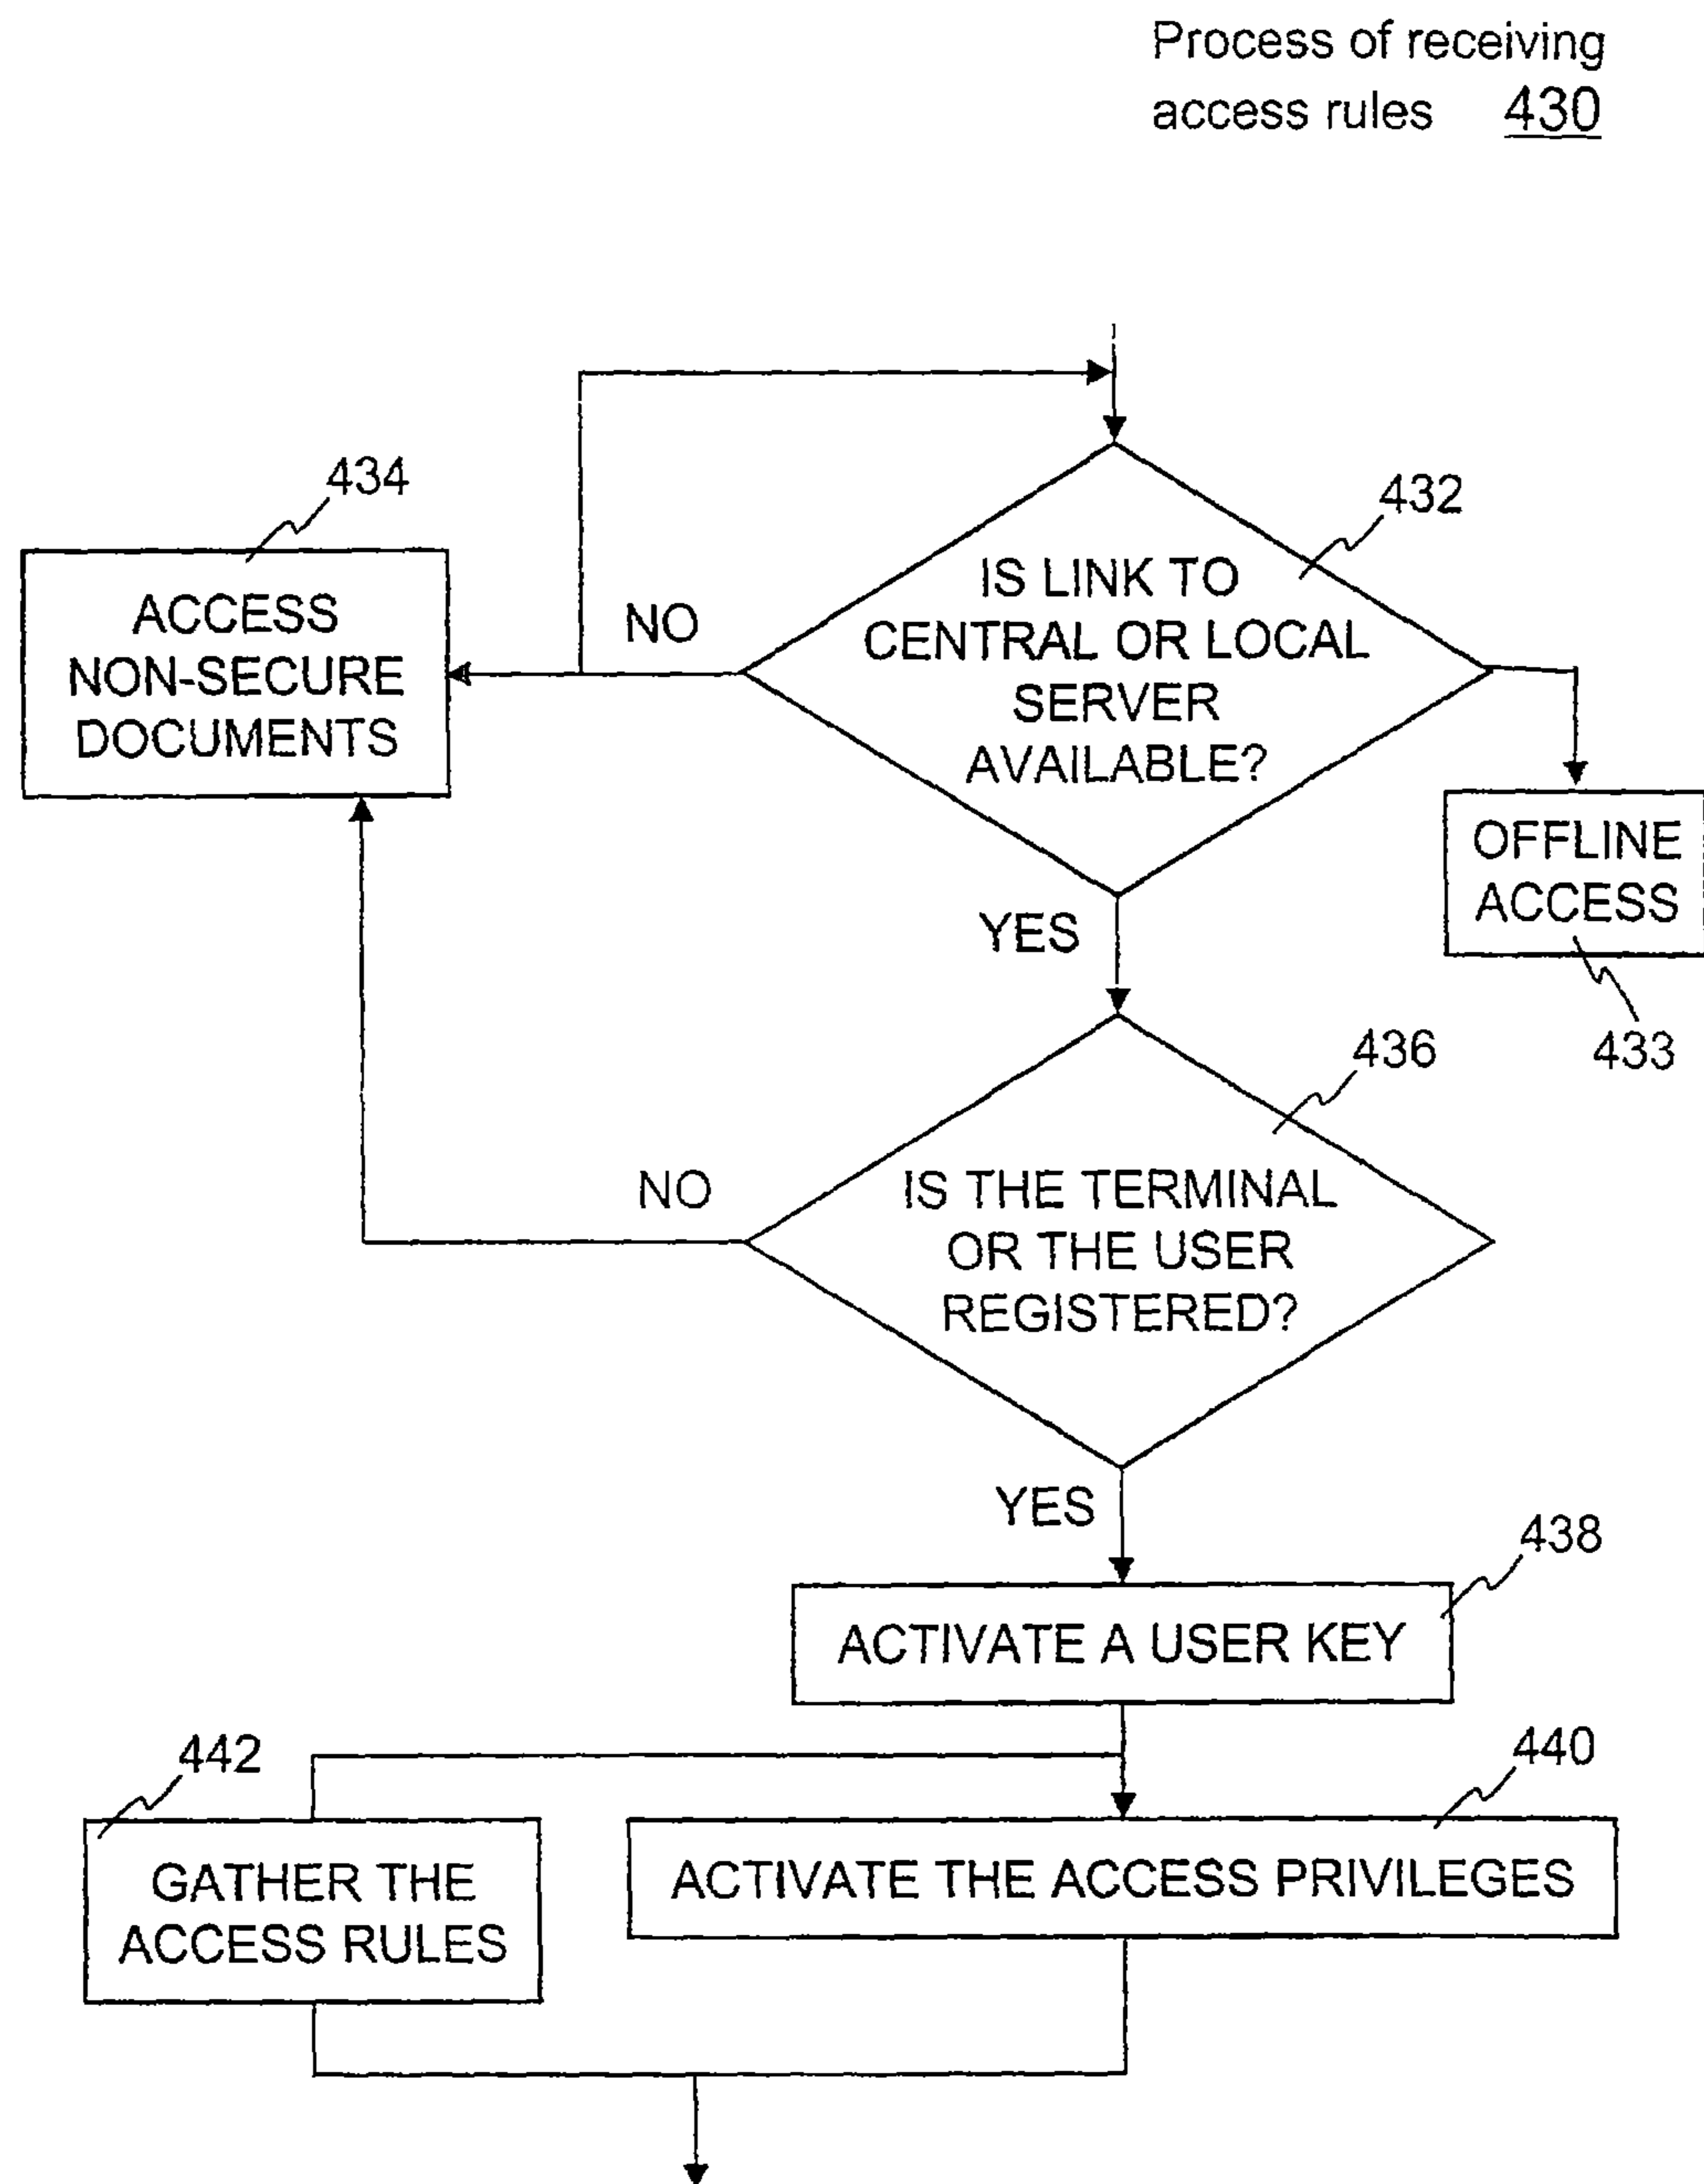 Process of receiving
access rules 430
434
432
ACCESS
NON-SECURE
DOCUMENTS
NO
IS LINK TO
CENTRAL OR LOCAL
SERVER
AVAILABLE?
OFFLINE
ACCESS
YES
433
436
NO
IS THE TERMINAL
OR THE USER
REGISTERED?
YES
438
ACTIVATE A USER KEY
442
440
GATHER THE
ACCESS RULES
ACTIVATE THE ACCESS PRIVILEGES